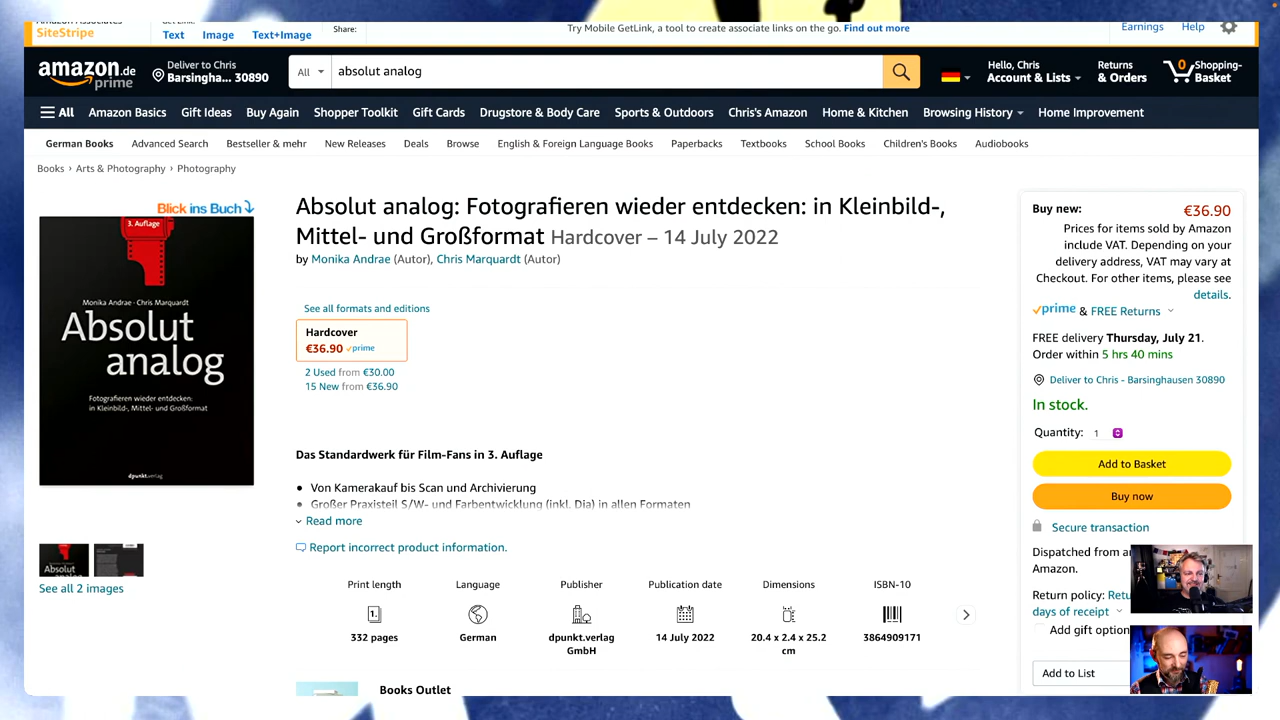 SiteStripe
Text Image Text+Image
Share:
Try Mobile GetLink, a tool to create associate links on the go. Find out more
Earnings Help
amazon.de
prime
Deliver to Chris
Barsingha... 30890
All
absolut analog
Hello, Chris
Account & Lists
Returns
& Orders
0
Shopping-
Basket
All Amazon Basics Gift Ideas Buy Again Shopper Toolkit Gift Cards Drugstore & Body Care Sports & Outdoors Chris's Amazon Home & Kitchen Browsing History Home Improvement
German Books Advanced Search Bestseller & mehr New Releases Deals Browse English & Foreign Language Books Paperbacks Textbooks School Books Children's Books Audiobooks
Books › Arts & Photography › Photography
Blick ins Buch
3. Auflage
Monika Andrae · Chris Marquardt
Absolut
analog
Fotografieren wieder entdecken:
in Kleinbild-, Mittel- und Großformat
dpunkt.verlag
See all 2 images
Absolut analog: Fotografieren wieder entdecken: in Kleinbild-,
Mittel- und Großformat Hardcover – 14 July 2022
by Monika Andrae (Autor), Chris Marquardt (Autor)
See all formats and editions
Hardcover
€36.90 prime
2 Used from €30.00
15 New from €36.90
Das Standardwerk für Film-Fans in 3. Auflage
• Von Kamerakauf bis Scan und Archivierung
• Großer Praxisteil S/W- und Farbentwicklung (inkl. Dia) in allen Formaten
Read more
Report incorrect product information.
Print length
332 pages
Language
German
Publisher
dpunkt.verlag
GmbH
Publication date
14 July 2022
Dimensions
20.4 x 2.4 x 25.2
cm
ISBN-10
3864909171
Books Outlet
Buy new:
€36.90
Prices for items sold by Amazon
include VAT. Depending on your
delivery address, VAT may vary at
Checkout. For other items, please see
details.
prime & FREE Returns
FREE delivery Thursday, July 21.
Order within 5 hrs 40 mins
Deliver to Chris - Barsinghausen 30890
In stock.
Quantity: 1
Add to Basket
Buy now
Secure transaction
Dispatched from
Amazon.
Return policy:
days of receipt
Add gift option
Add to List